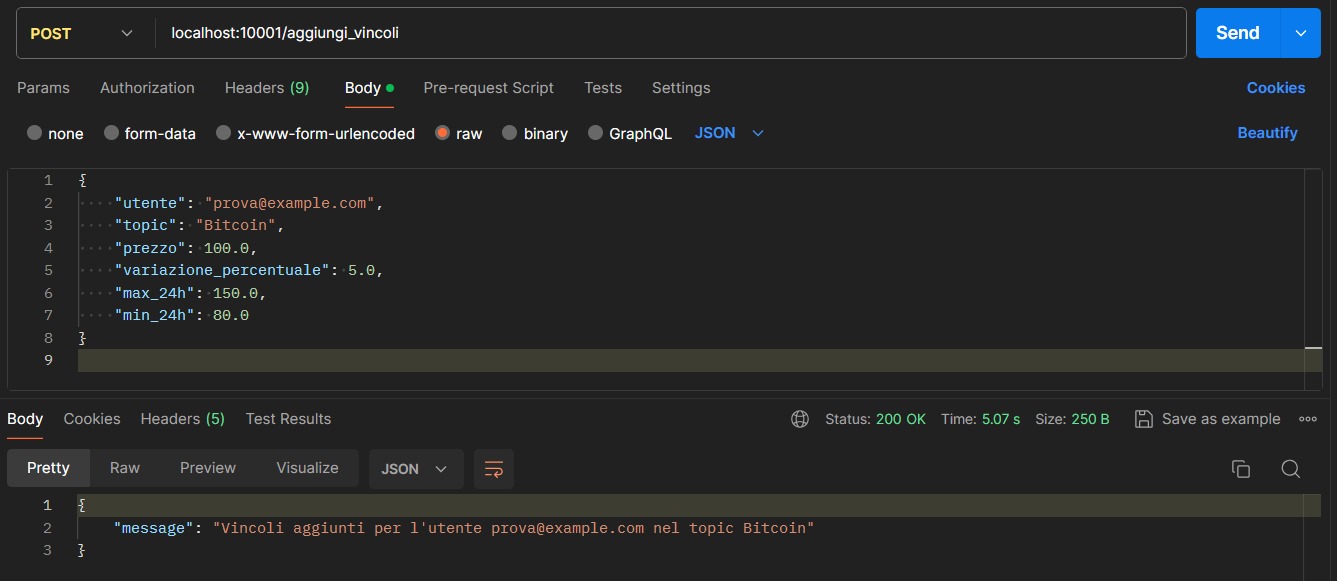 POST localhost:10001/aggiungi_vincoli Send
Params Authorization Headers (9) Body Pre-request Script Tests Settings Cookies
none form-data x-www-form-urlencoded raw binary GraphQL JSON Beautify
1 {
2 "utente": "prova@example.com",
3 "topic": "Bitcoin",
4 "prezzo": 100.0,
5 "variazione_percentuale": 5.0,
6 "max_24h": 150.0,
7 "min_24h": 80.0
8 }
9
Body Cookies Headers (5) Test Results Status: 200 OK Time: 5.07 s Size: 250 B Save as example
Pretty Raw Preview Visualize JSON
1 {
2 "message": "Vincoli aggiunti per l'utente prova@example.com nel topic Bitcoin"
3 }